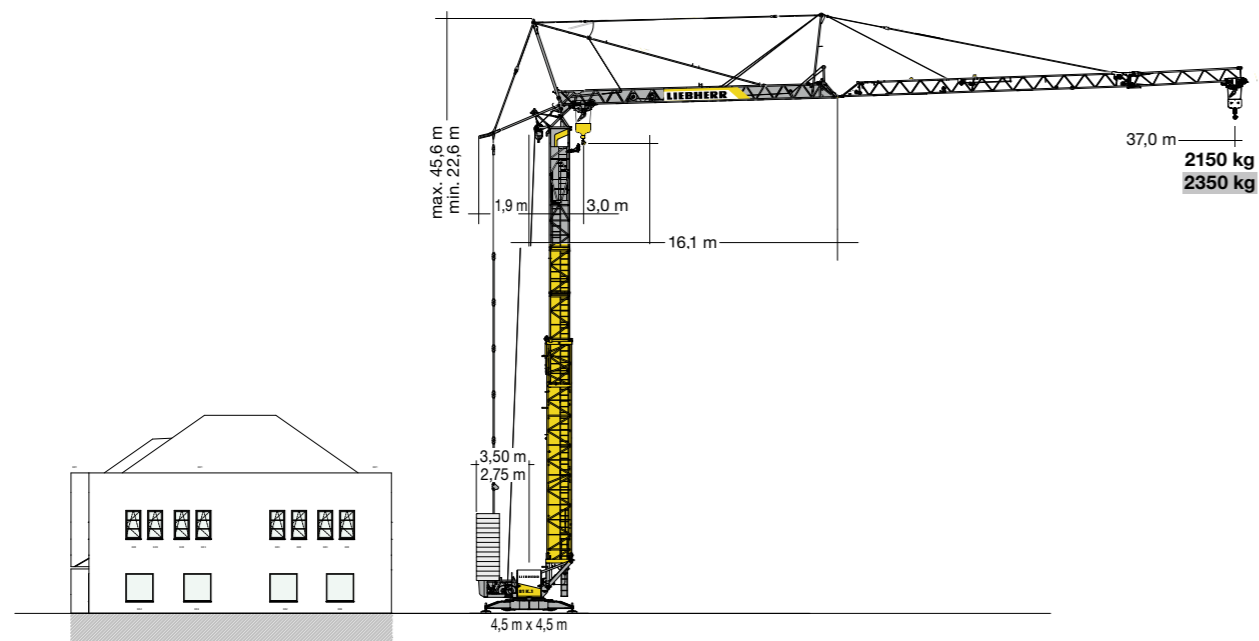 max. 45,6 m
min. 22,6 m
LIEBHERR
37,0 m
2150 kg
2350 kg
1,9 m
3,0 m
16,1 m
3,50 m
2,75 m
LIEBHERR
4,5 m x 4,5 m